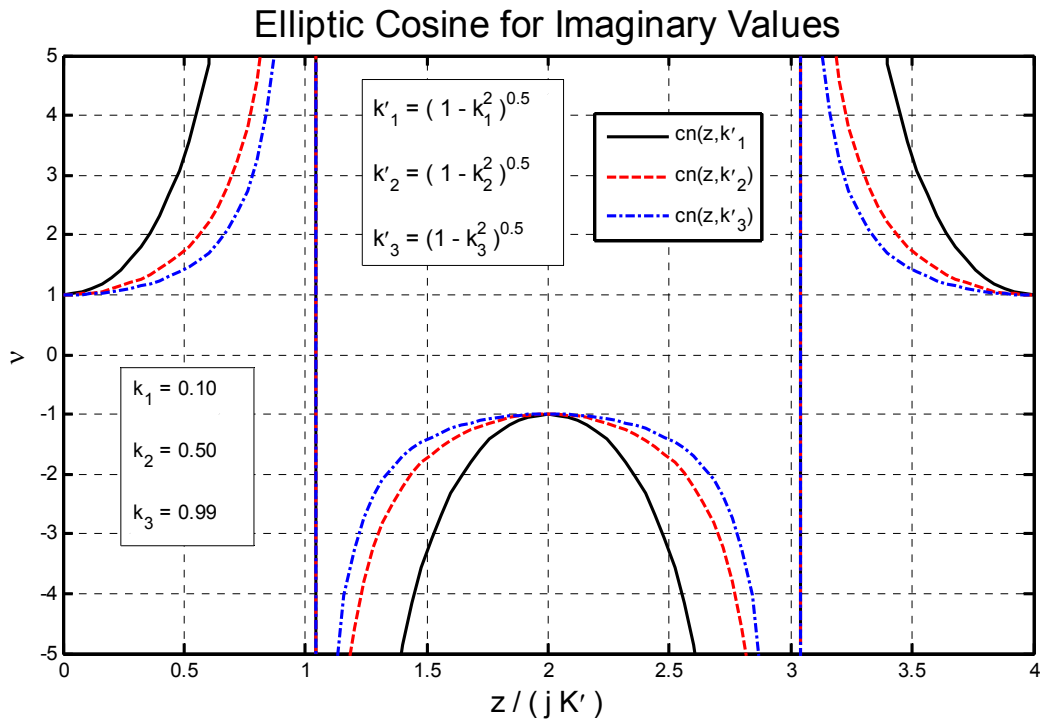 Elliptic Cosine for Imaginary Values
5
4
3
2
1
0
-1
-2
-3
-4
-5
ν
k′1 = ( 1 - k1^2 )^0.5
k′2 = ( 1 - k2^2 )^0.5
k′3 = (1 - k3^2 )^0.5
cn(z,k′1
cn(z,k′2)
cn(z,k′3)
k1 = 0.10
k2 = 0.50
k3 = 0.99
0 0.5 1 1.5 2 2.5 3 3.5 4
z / ( j K′ )